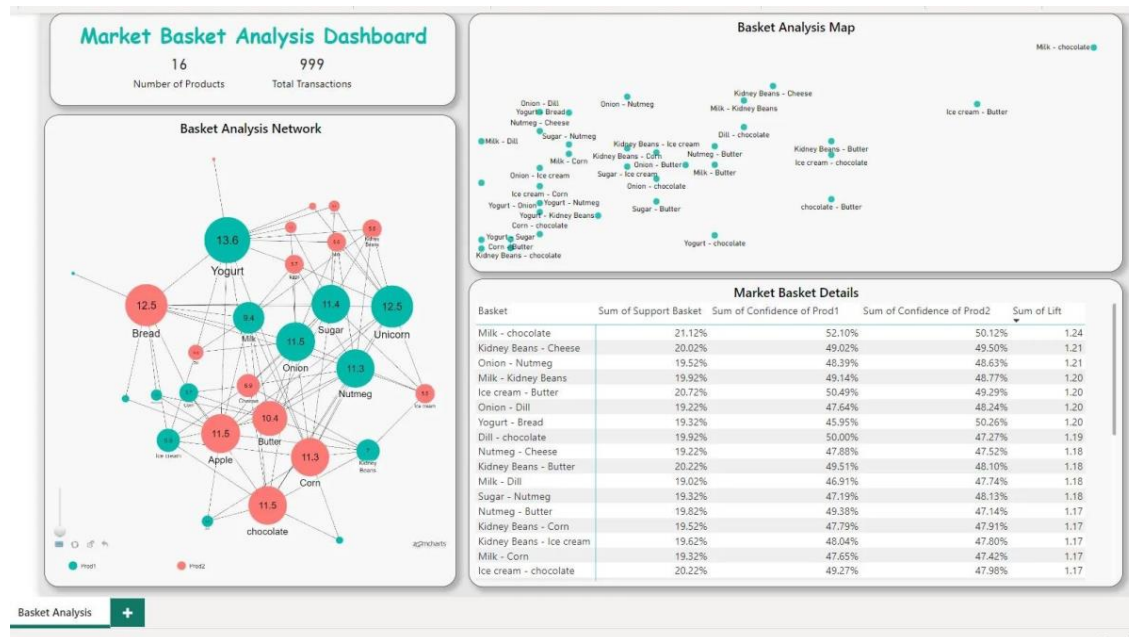 Market Basket Analysis Dashboard
16
999
Number of Products
Total Transactions
Basket Analysis Network
13.6
Yogurt
12.5
Bread
9.4
Milk
11.4
Sugar
12.5
Unicorn
11.5
Onion
11.3
Nutmeg
Cheese
10.4
Butter
11.5
Apple
11.3
Corn
11.5
chocolate
Ice cream
Ice cream
Kidney
Beans
Kidney
Beans
Prod1
Prod2
Basket Analysis Map
Milk - chocolate
Kidney Beans - Cheese
Onion - Dill
Onion - Nutmeg
Milk - Kidney Beans
Ice cream - Butter
Yogurt - Bread
Nutmeg - Cheese
Sugar - Nutmeg
Dill - chocolate
Milk - Dill
Kidney Beans - Ice cream
Kidney Beans - Butter
Milk - Corn
Kidney Beans - Corn
Nutmeg - Butter
Onion - Butter
Ice cream - chocolate
Onion - Ice cream
Sugar - Ice cream
Milk - Butter
Onion - chocolate
Ice cream - Corn
Yogurt - Onion
Yogurt - Nutmeg
Sugar - Butter
chocolate - Butter
Yogurt - Kidney Beans
Corn - chocolate
Yogurt - Sugar
Yogurt - chocolate
Corn - Butter
Kidney Beans - chocolate
Market Basket Details
Basket Sum of Support Basket Sum of Confidence of Prod1 Sum of Confidence of Prod2 Sum of Lift
Milk - chocolate 21.12% 52.10% 50.12% 1.24
Kidney Beans - Cheese 20.02% 49.02% 49.50% 1.21
Onion - Nutmeg 19.52% 48.39% 48.63% 1.21
Milk - Kidney Beans 19.92% 49.14% 48.77% 1.20
Ice cream - Butter 20.72% 50.49% 49.29% 1.20
Onion - Dill 19.22% 47.64% 48.24% 1.20
Yogurt - Bread 19.32% 45.95% 50.26% 1.20
Dill - chocolate 19.92% 50.00% 47.27% 1.19
Nutmeg - Cheese 19.22% 47.88% 47.52% 1.18
Kidney Beans - Butter 20.22% 49.51% 48.10% 1.18
Milk - Dill 19.02% 46.91% 47.74% 1.18
Sugar - Nutmeg 19.32% 47.19% 48.13% 1.18
Nutmeg - Butter 19.82% 49.38% 47.14% 1.17
Kidney Beans - Corn 19.52% 47.79% 47.91% 1.17
Kidney Beans - Ice cream 19.62% 48.04% 47.80% 1.17
Milk - Corn 19.32% 47.65% 47.42% 1.17
Ice cream - chocolate 20.22% 49.27% 47.98% 1.17
Basket Analysis
+